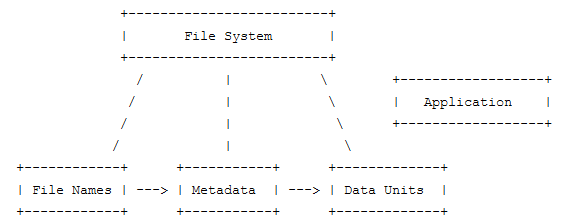 File System
Application
File Names ---> Metadata ---> Data Units